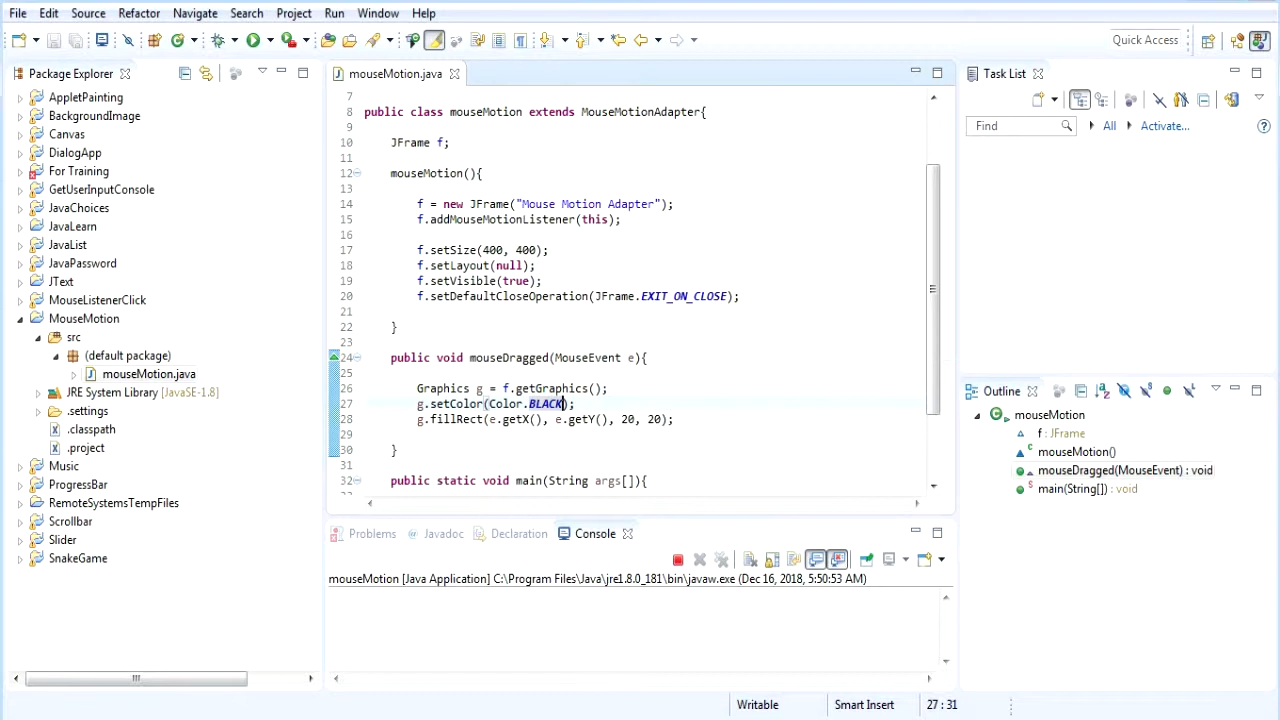 File Edit Source Refactor Navigate Search Project Run Window Help
Quick Access
Package Explorer
AppletPainting
BackgroundImage
Canvas
DialogApp
For Training
GetUserInputConsole
JavaChoices
JavaLearn
JavaList
JavaPassword
JText
MouseListenerClick
MouseMotion
src
(default package)
mouseMotion.java
JRE System Library [JavaSE-1.8]
.settings
.classpath
.project
Music
ProgressBar
RemoteSystemsTempFiles
Scrollbar
Slider
SnakeGame
mouseMotion.java
7
8 public class mouseMotion extends MouseMotionAdapter{
9
10 JFrame f;
11
12 mouseMotion(){
13
14 f = new JFrame("Mouse Motion Adapter");
15 f.addMouseMotionListener(this);
16
17 f.setSize(400, 400);
18 f.setLayout(null);
19 f.setVisible(true);
20 f.setDefaultCloseOperation(JFrame.EXIT_ON_CLOSE);
21
22 }
23
24 public void mouseDragged(MouseEvent e){
25
26 Graphics g = f.getGraphics();
27 g.setColor(Color.BLACK);
28 g.fillRect(e.getX(), e.getY(), 20, 20);
29
30 }
31
32 public static void main(String args[]){
Problems Javadoc Declaration Console
mouseMotion [Java Application] C:\Program Files\Java\jre1.8.0_181\bin\javaw.exe (Dec 16, 2018, 5:50:53 AM)
Task List
Find All Activate...
Outline
mouseMotion
f : JFrame
mouseMotion()
mouseDragged(MouseEvent) : void
main(String[]) : void
Writable Smart Insert 27 : 31